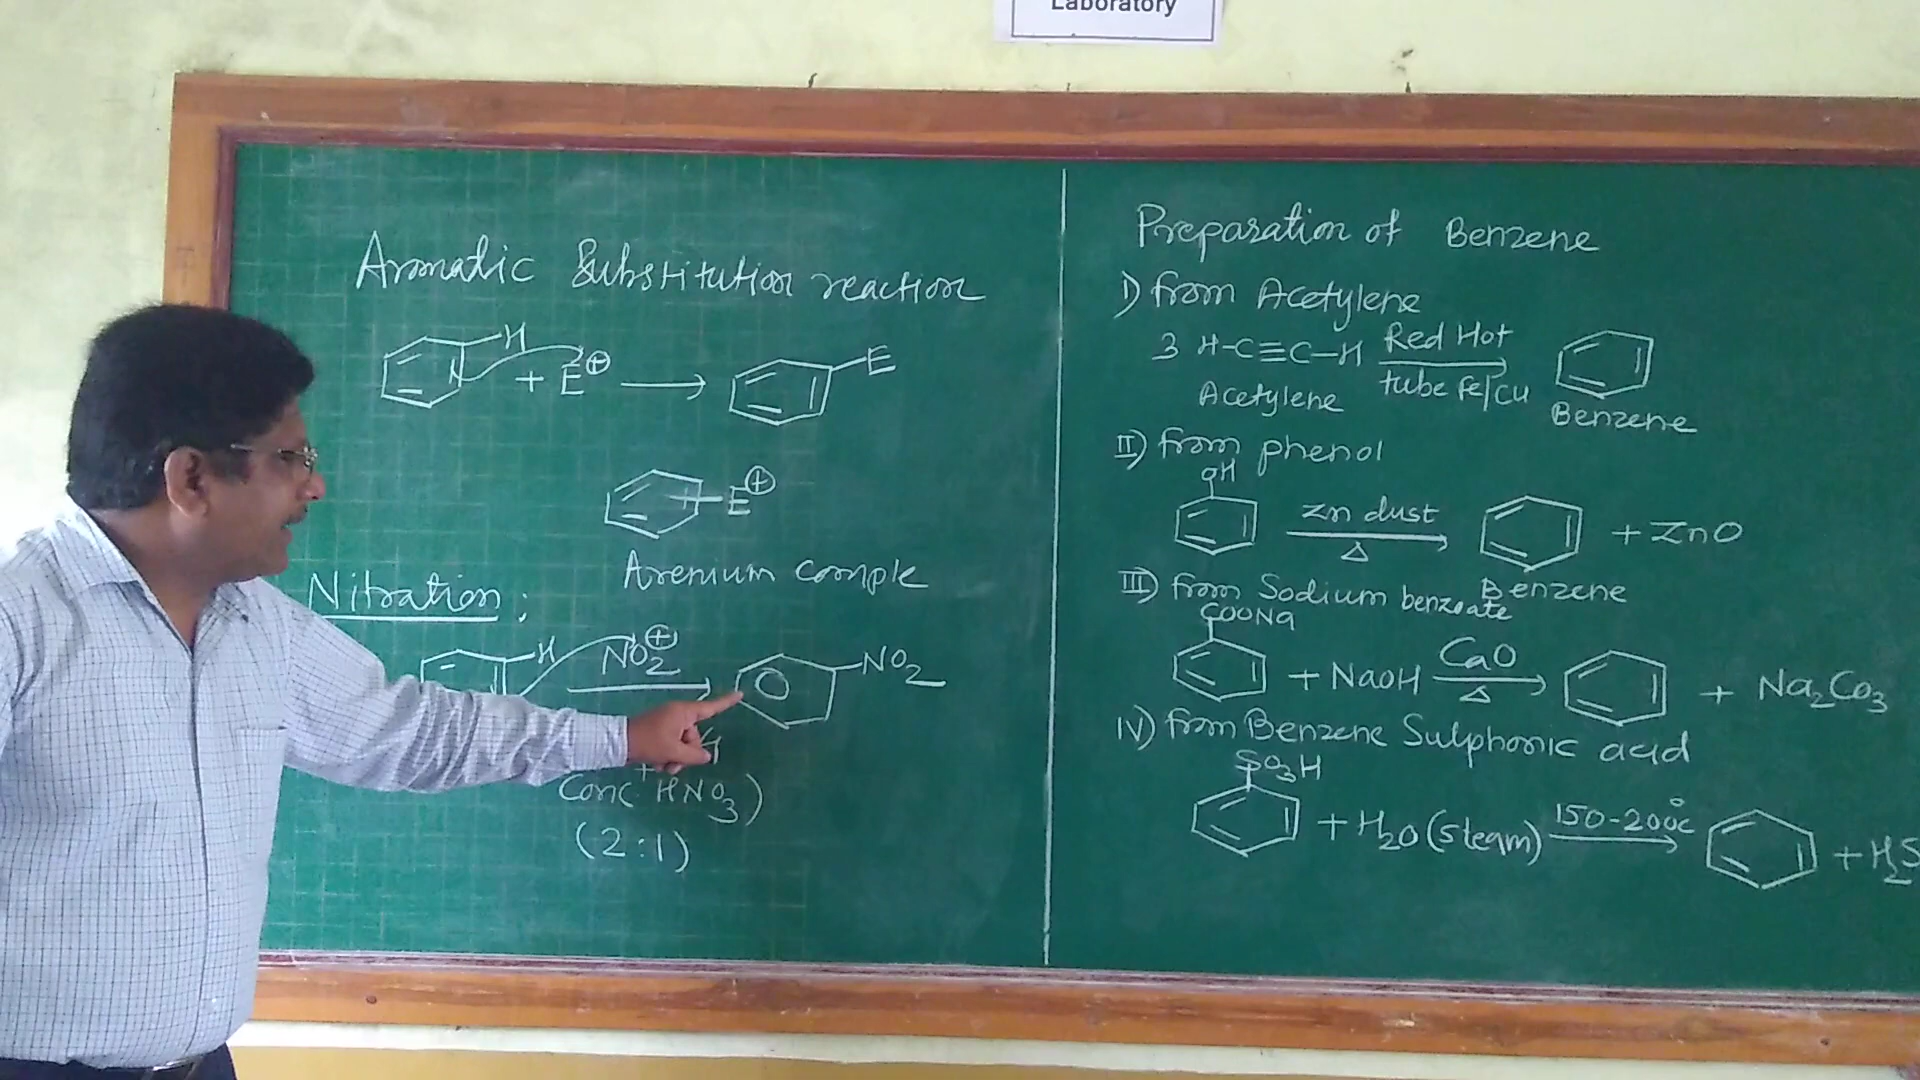 Laboratory
Aromatic Substitution reaction
H
+ E⊕ → E
E⊕
Arenium comple
Nitration:
H NO2⊕ → NO2
Conc HNO3)
(2:1)
Preparation of Benzene
I) from Acetylene
3 H-C≡C-H Red Hot
tube Fe/Cu
Acetylene Benzene
II) from phenol
OH
Zn dust
Δ → + ZnO
Benzene
III) from Sodium benzoate
COONa
+ NaOH CaO
Δ → + Na2CO3
IV) from Benzene Sulphonic acid
SO3H
+ H2O (steam) 150-200°C → + H2S